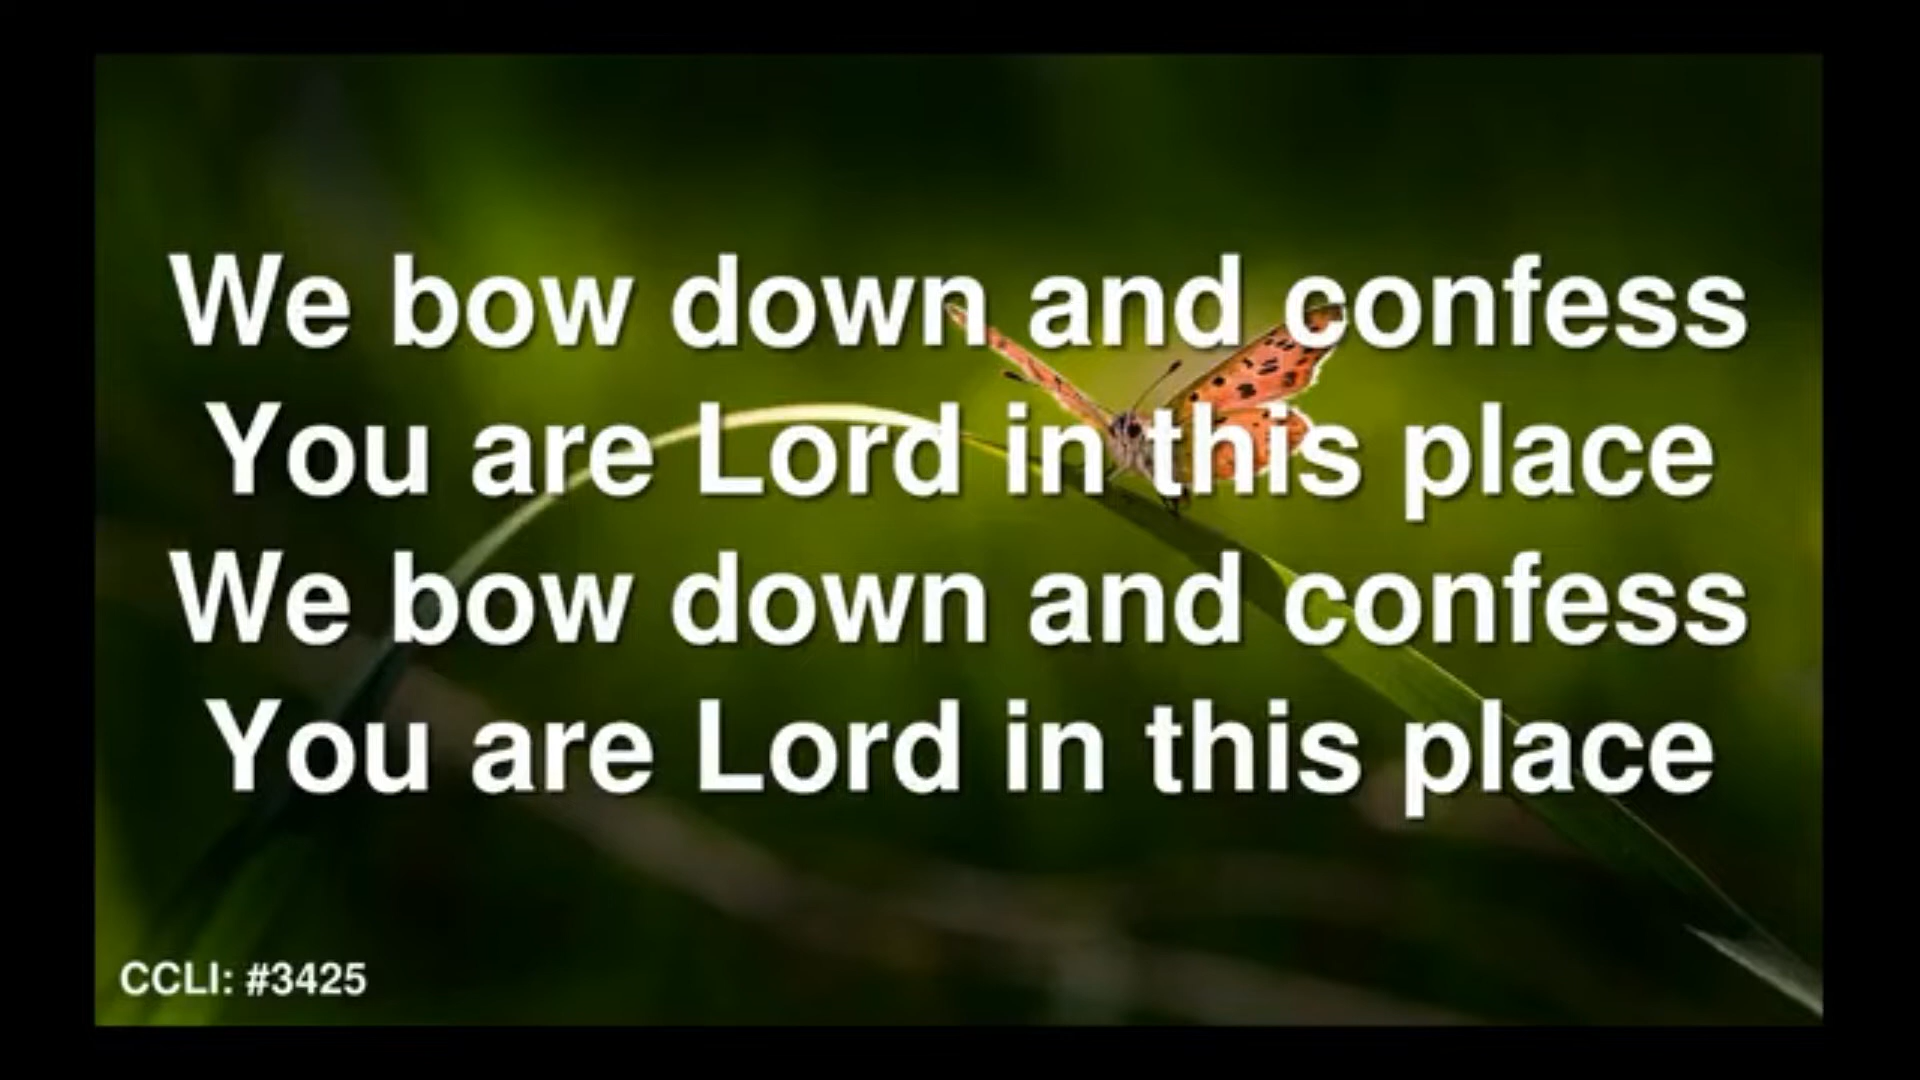 We bow down and confess
You are Lord in this place
We bow down and confess
You are Lord in this place
CCLI: #3425